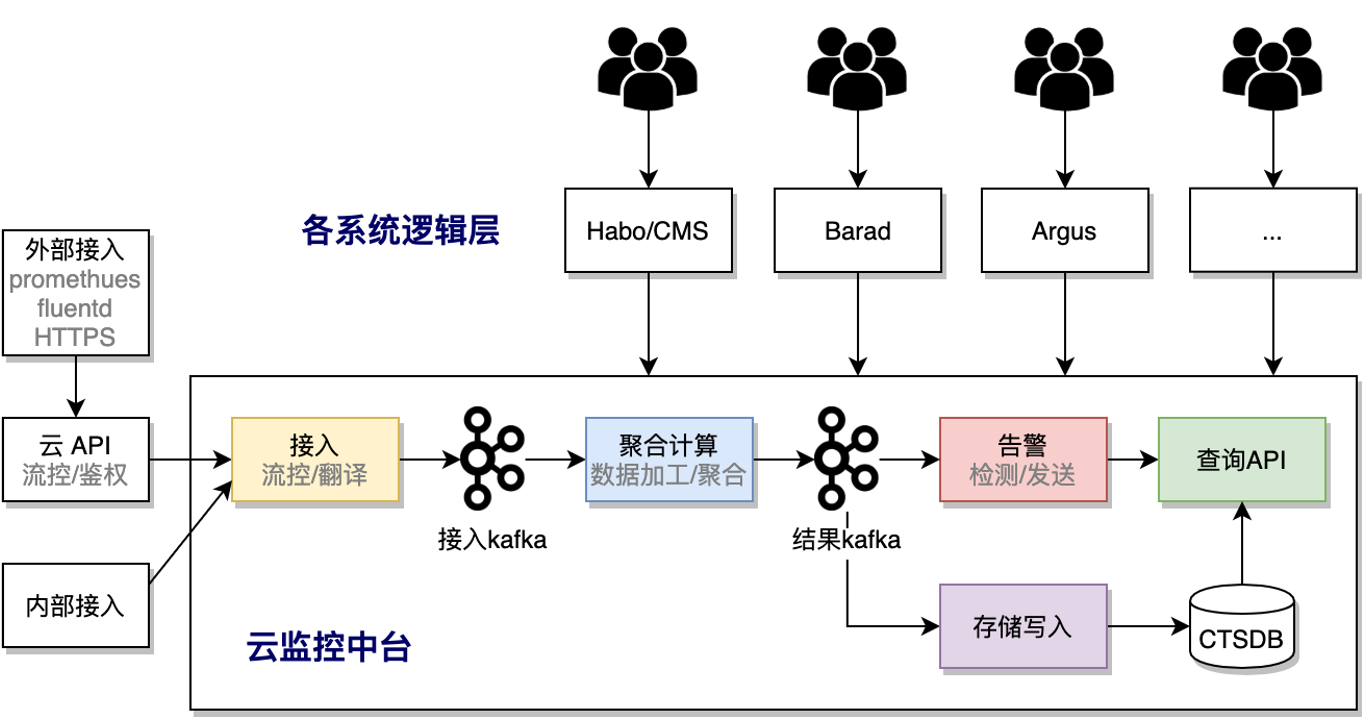 各系统逻辑层
Habo/CMS
Barad
Argus
...
外部接入
promethues
fluentd
HTTPS
云 API
流控/鉴权
内部接入
接入
流控/翻译
接入kafka
聚合计算
数据加工/聚合
结果kafka
告警
检测/发送
查询API
存储写入
CTSDB
云监控中台